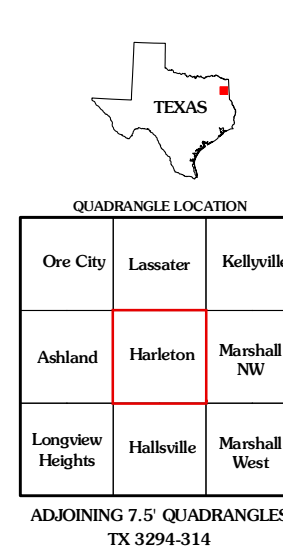 TEXAS
QUADRANGLE LOCATION
Ore City Lassater Kellyville
Ashland Harleton Marshall
NW
Longview
Heights Hallsville Marshall
West
ADJOINING 7.5' QUADRANGLES
TX 3294-314